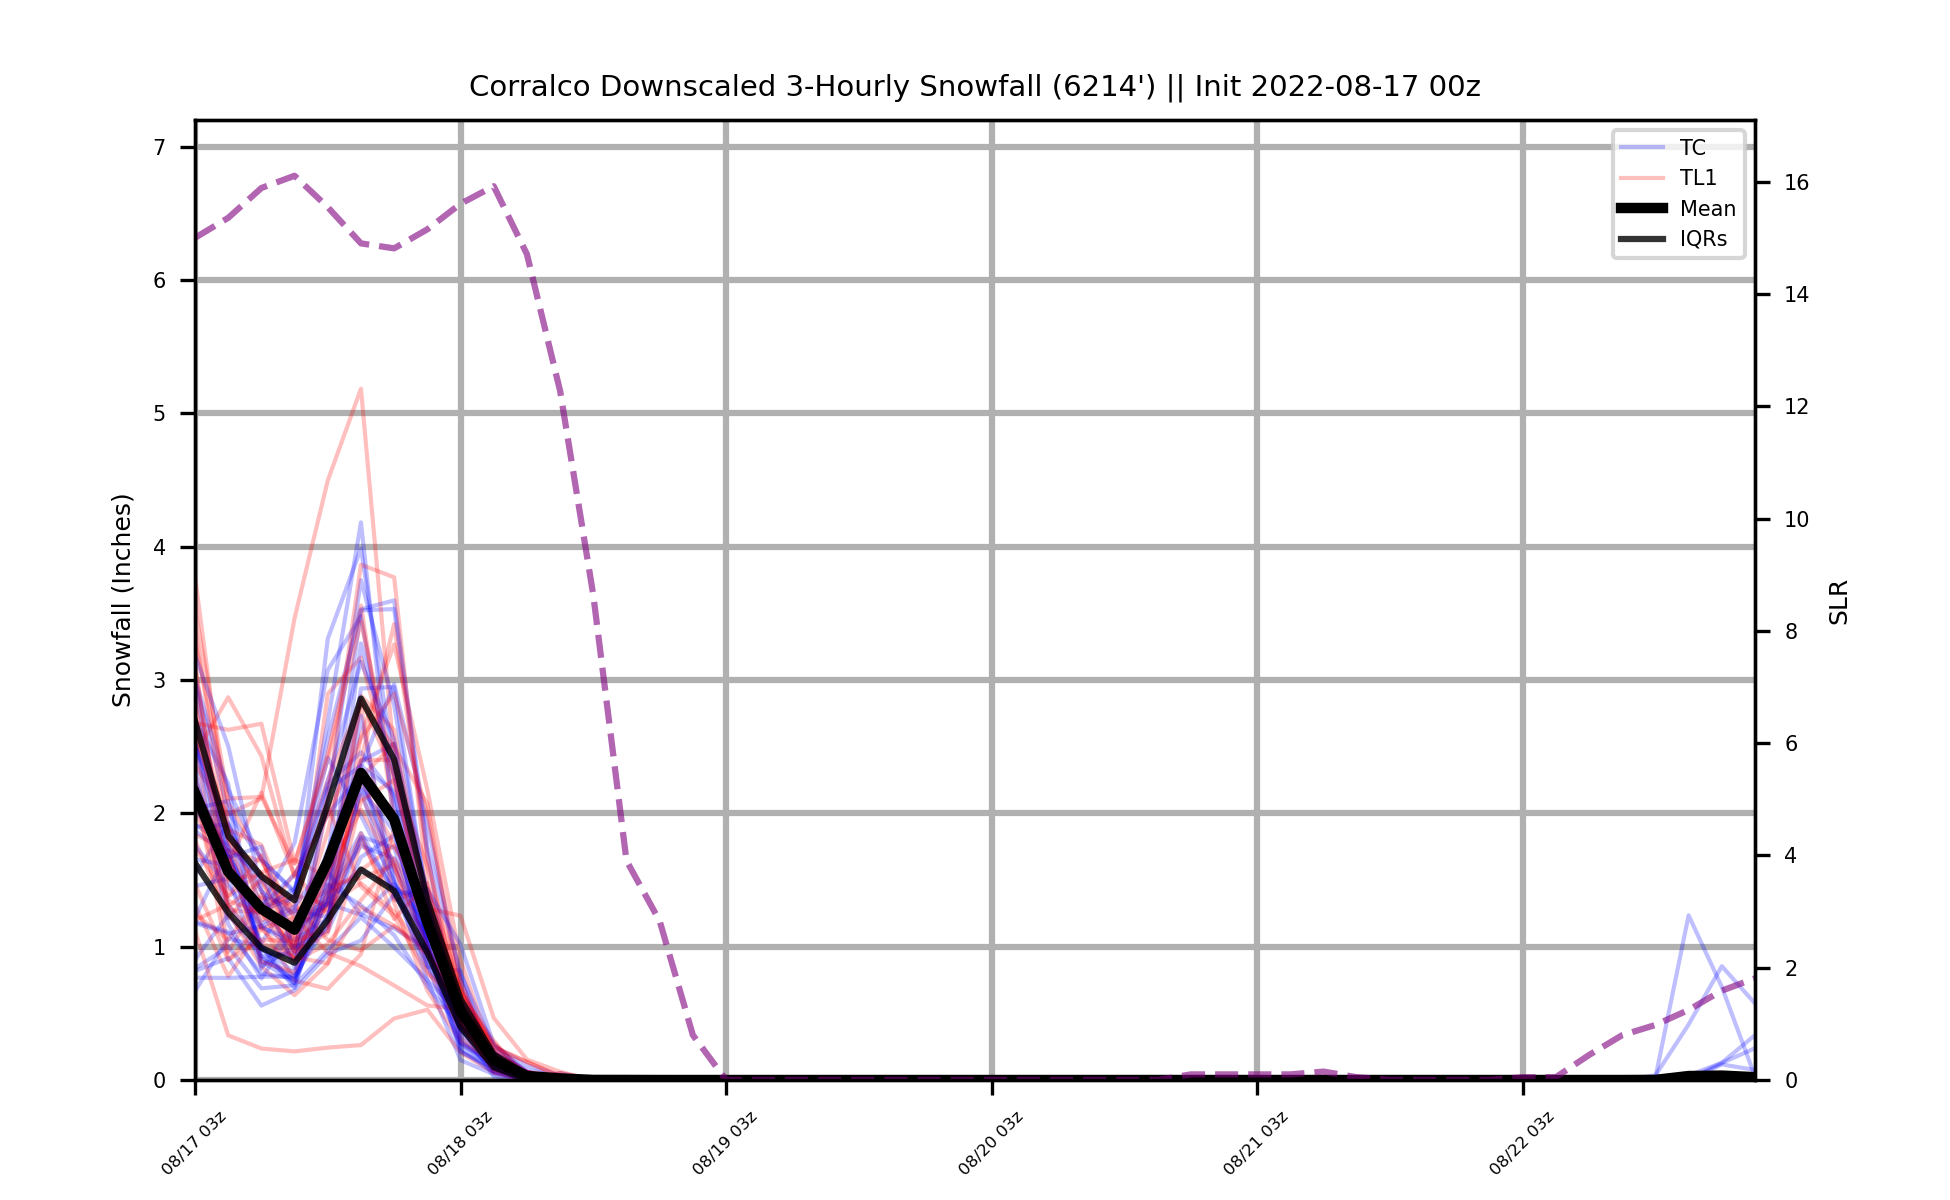 Corralco Downscaled 3-Hourly Snowfall (6214') || Init 2022-08-17 00z
TC
TL1
Mean
IQRs
Snowfall (Inches)
7
6
5
4
3
2
1
0
SLR
16
14
12
10
8
6
4
2
0
08/17 03z
08/18 03z
08/19 03z
08/20 03z
08/21 03z
08/22 03z